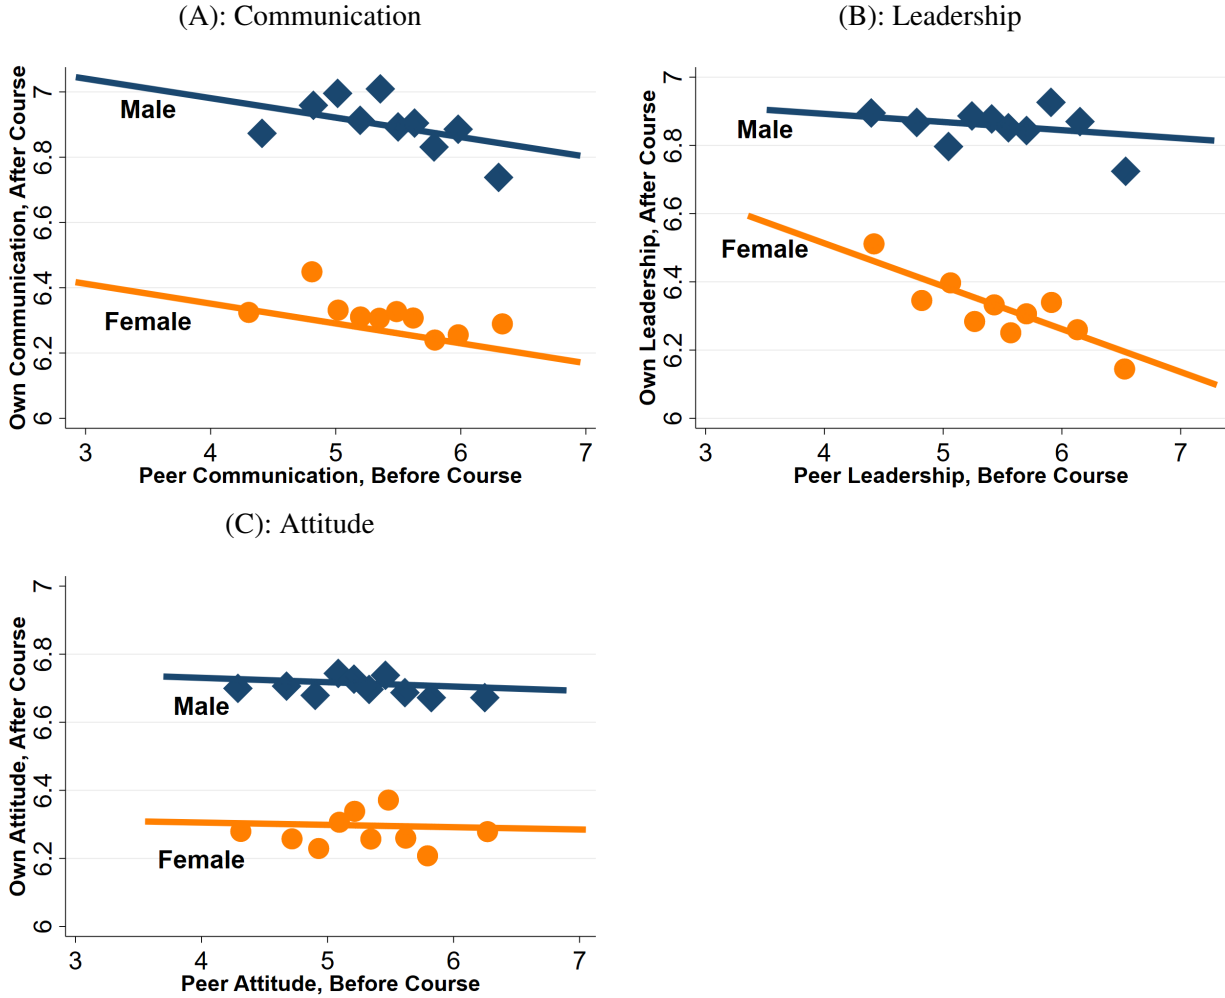 (A): Communication
Own Communication, After Course
7
6.8
6.6
6.4
6.2
6
Male
Female
3 4 5 6 7
Peer Communication, Before Course
(B): Leadership
Own Leadership, After Course
7
6.8
6.6
6.4
6.2
6
Male
Female
3 4 5 6 7
Peer Leadership, Before Course
(C): Attitude
Own Attitude, After Course
7
6.8
6.6
6.4
6.2
6
Male
Female
3 4 5 6 7
Peer Attitude, Before Course